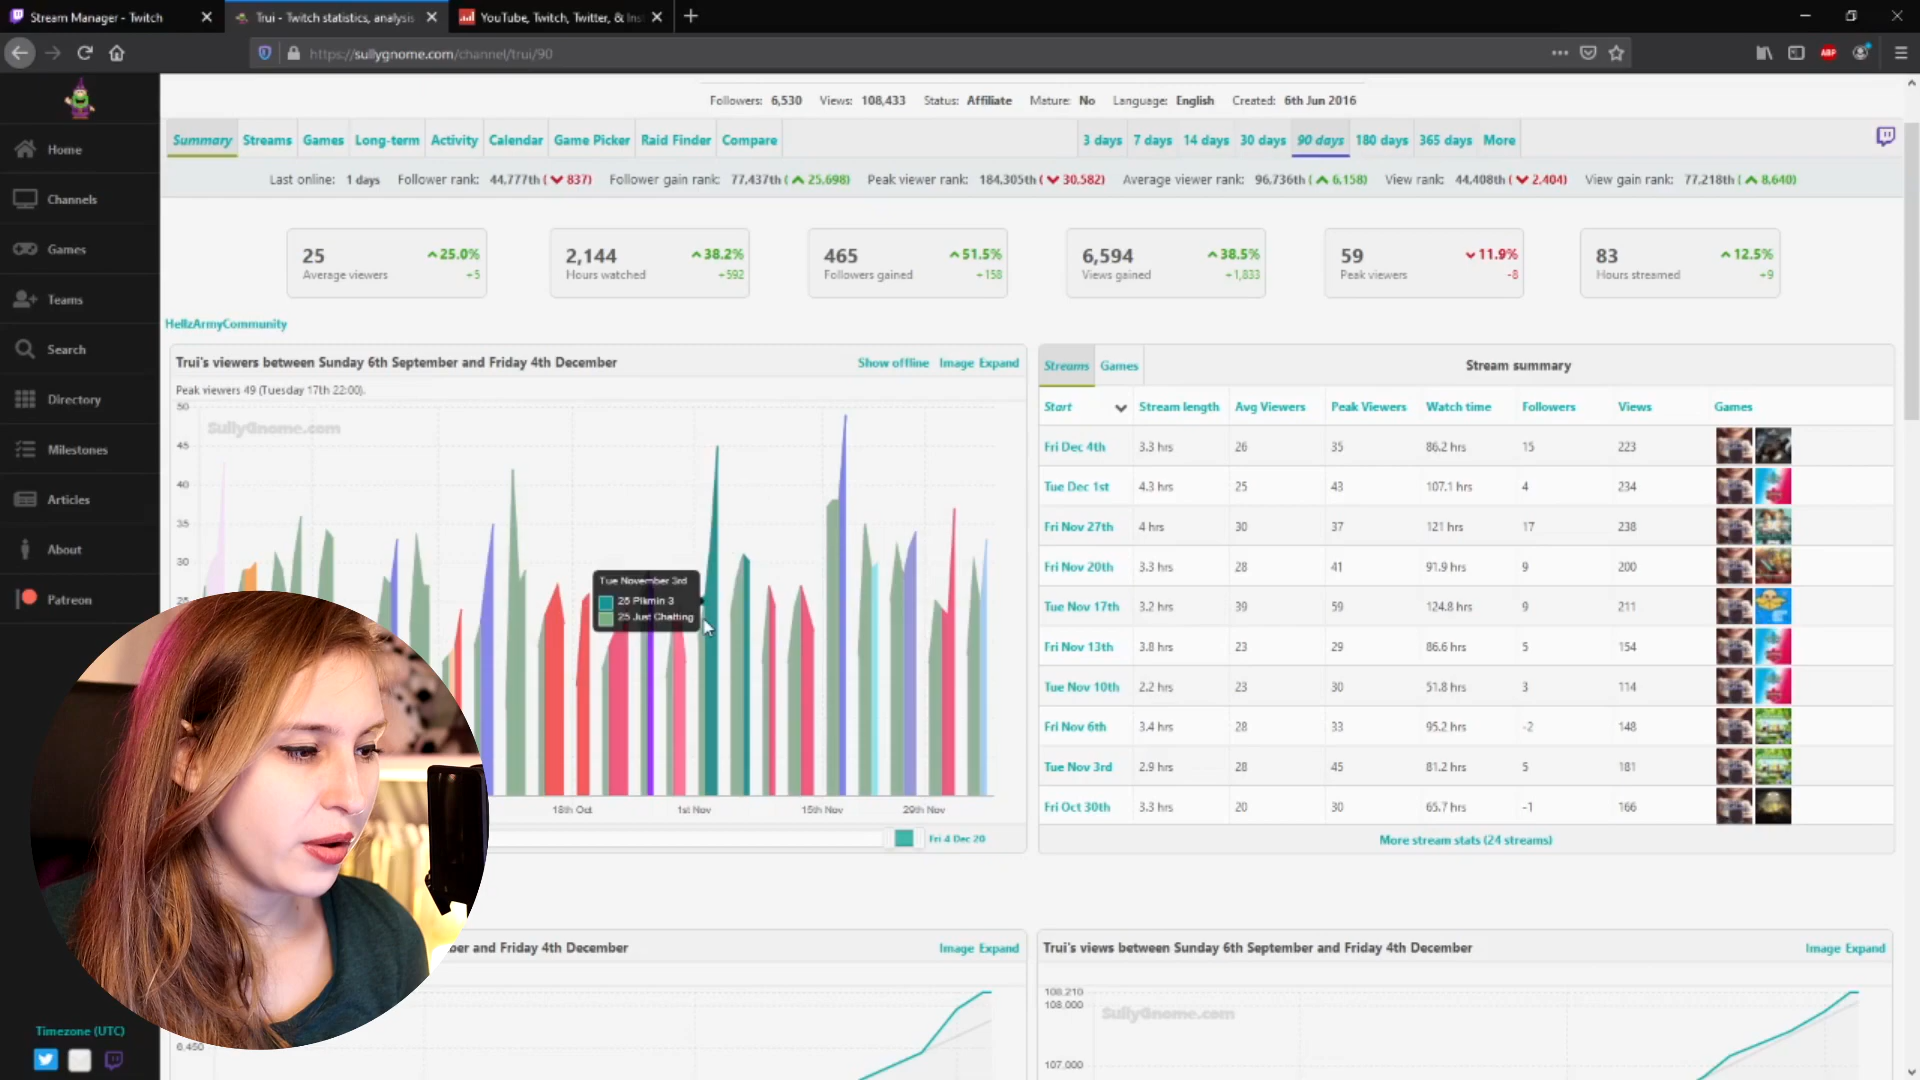 Stream Manager - Twitch
Trui - Twitch statistics, analysis
YouTube, Twitch, Twitter, & Ins
https://sullygnome.com/channel/trui/90
ABP
Followers: 6,530 Views: 108,433 Status: Affiliate Mature: No Language: English Created: 6th Jun 2016
Summary Streams Games Long-term Activity Calendar Game Picker Raid Finder Compare 3 days 7 days 14 days 30 days 90 days 180 days 365 days More
Last online: 1 days Follower rank: 44,777th ( 837) Follower gain rank: 77,437th ( 25,698) Peak viewer rank: 184,305th ( 30,582) Average viewer rank: 96,736th ( 6,158) View rank: 44,408th ( 2,404) View gain rank: 77,218th ( 8,640)
Home
Channels
Games
Teams
Search
Directory
Milestones
Articles
About
Patreon
Timezone (UTC)
25 25.0%
Average viewers +5
2,144 38.2%
Hours watched +592
465 51.5%
Followers gained +158
6,594 38.5%
Views gained +1,833
59 11.9%
Peak viewers -8
83 12.5%
Hours streamed +9
HellzArmyCommunity
Trui's viewers between Sunday 6th September and Friday 4th December Show offline Image Expand
Peak viewers 49 (Tuesday 17th 22:00).
SullyGnome.com
50
45
40
35
30
25
Tue November 3rd
25 Pikmin 3
25 Just Chatting
18th Oct 1st Nov 15th Nov 29th Nov
Fri 4 Dec 20
Streams Games Stream summary
Start Stream length Avg Viewers Peak Viewers Watch time Followers Views Games
Fri Dec 4th 3.3 hrs 26 35 86.2 hrs 15 223
Tue Dec 1st 4.3 hrs 25 43 107.1 hrs 4 234
Fri Nov 27th 4 hrs 30 37 121 hrs 17 238
Fri Nov 20th 3.3 hrs 28 41 91.9 hrs 9 200
Tue Nov 17th 3.2 hrs 39 59 124.8 hrs 9 211
Fri Nov 13th 3.8 hrs 23 29 86.6 hrs 5 154
Tue Nov 10th 2.2 hrs 23 30 51.8 hrs 3 114
Fri Nov 6th 3.4 hrs 28 33 95.2 hrs -2 148
Tue Nov 3rd 2.9 hrs 28 45 81.2 hrs 5 181
Fri Oct 30th 3.3 hrs 20 30 65.7 hrs -1 166
More stream stats (24 streams)
ber and Friday 4th December Image Expand
6,450
Trui's views between Sunday 6th September and Friday 4th December Image Expand
108,210
108,000
SullyGnome.com
107,000